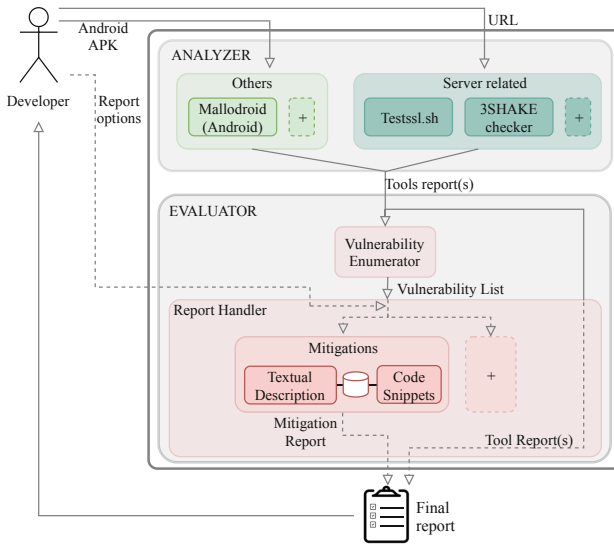 URL
Android
APK
ANALYZER
Others
Server related
Developer
Report
options
Mallodroid
(Android)
+
Testssl.sh
3SHAKE
checker
+
Tools report(s)
EVALUATOR
Vulnerability
Enumerator
Vulnerability List
Report Handler
Mitigations
+
Textual
Description
Code
Snippets
Mitigation
Report
Tool Report(s)
Final
report